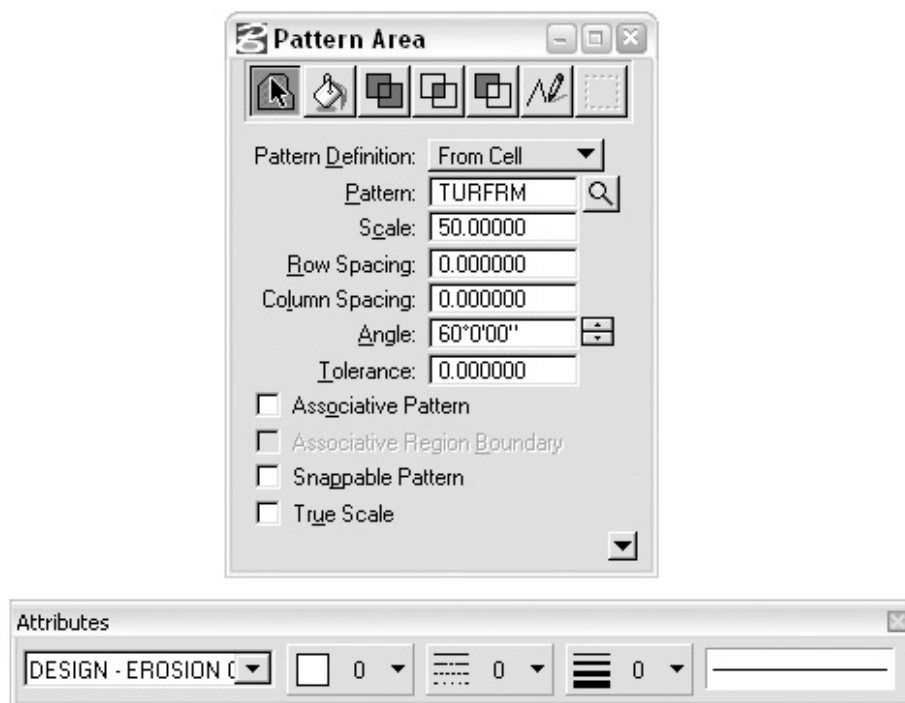 Pattern Area
Pattern Definition: From Cell
Pattern: TURFRM
Scale: 50.00000
Row Spacing: 0.000000
Column Spacing: 0.000000
Angle: 60°0'00"
Tolerance: 0.000000
Associative Pattern
Associative Region Boundary
Snappable Pattern
True Scale
Attributes
DESIGN - EROSION 0 0 0